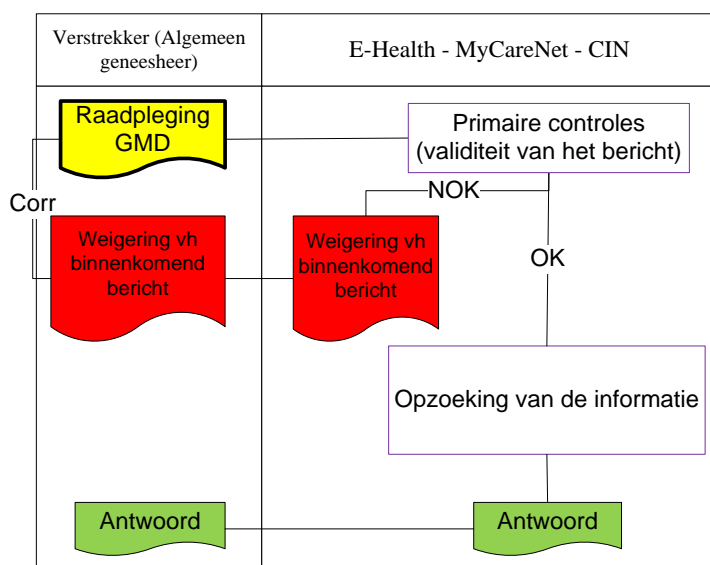 Verstrekker (Algemeen
geneesheer)
E-Health - MyCareNet - CIN
Raadpleging
GMD
Primaire controles
(validiteit van het bericht)
NOK
Corr
Weigering vh
binnenkomend
bericht
Weigering vh
binnenkomend
bericht
OK
Opzoeking van de informatie
Antwoord
Antwoord